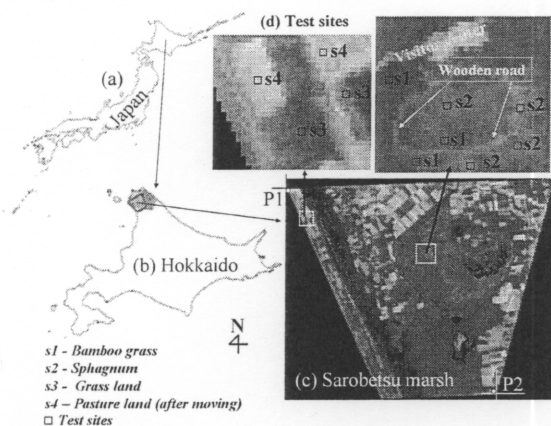 (d) Test sites
(a)
Japan
s4
s4
s3
s3
Wooden road
s1
s2
s2
s1
s2
s1
s2
P1
(b) Hokkaido
N
(c) Sarobetsu marsh
P2
s1 - Bamboo grass
s2 - Sphagnum
s3 - Grass land
s4 – Pasture land (after moving)
□ Test sites